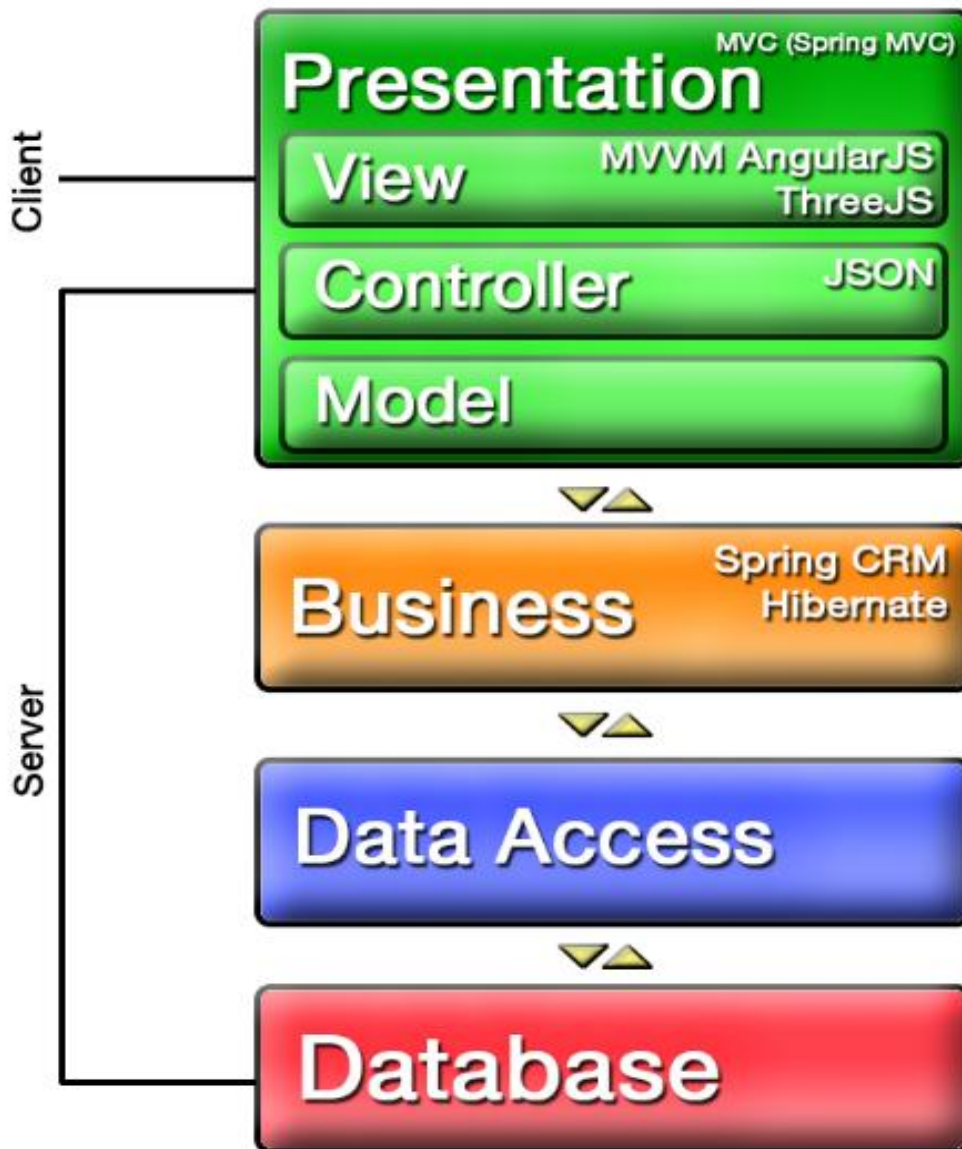 MVC (Spring MVC)
Presentation
Client
View
MVVM AngularJS
ThreeJS
Controller
JSON
Model
Business
Spring CRM
Hibernate
Server
Data Access
Database